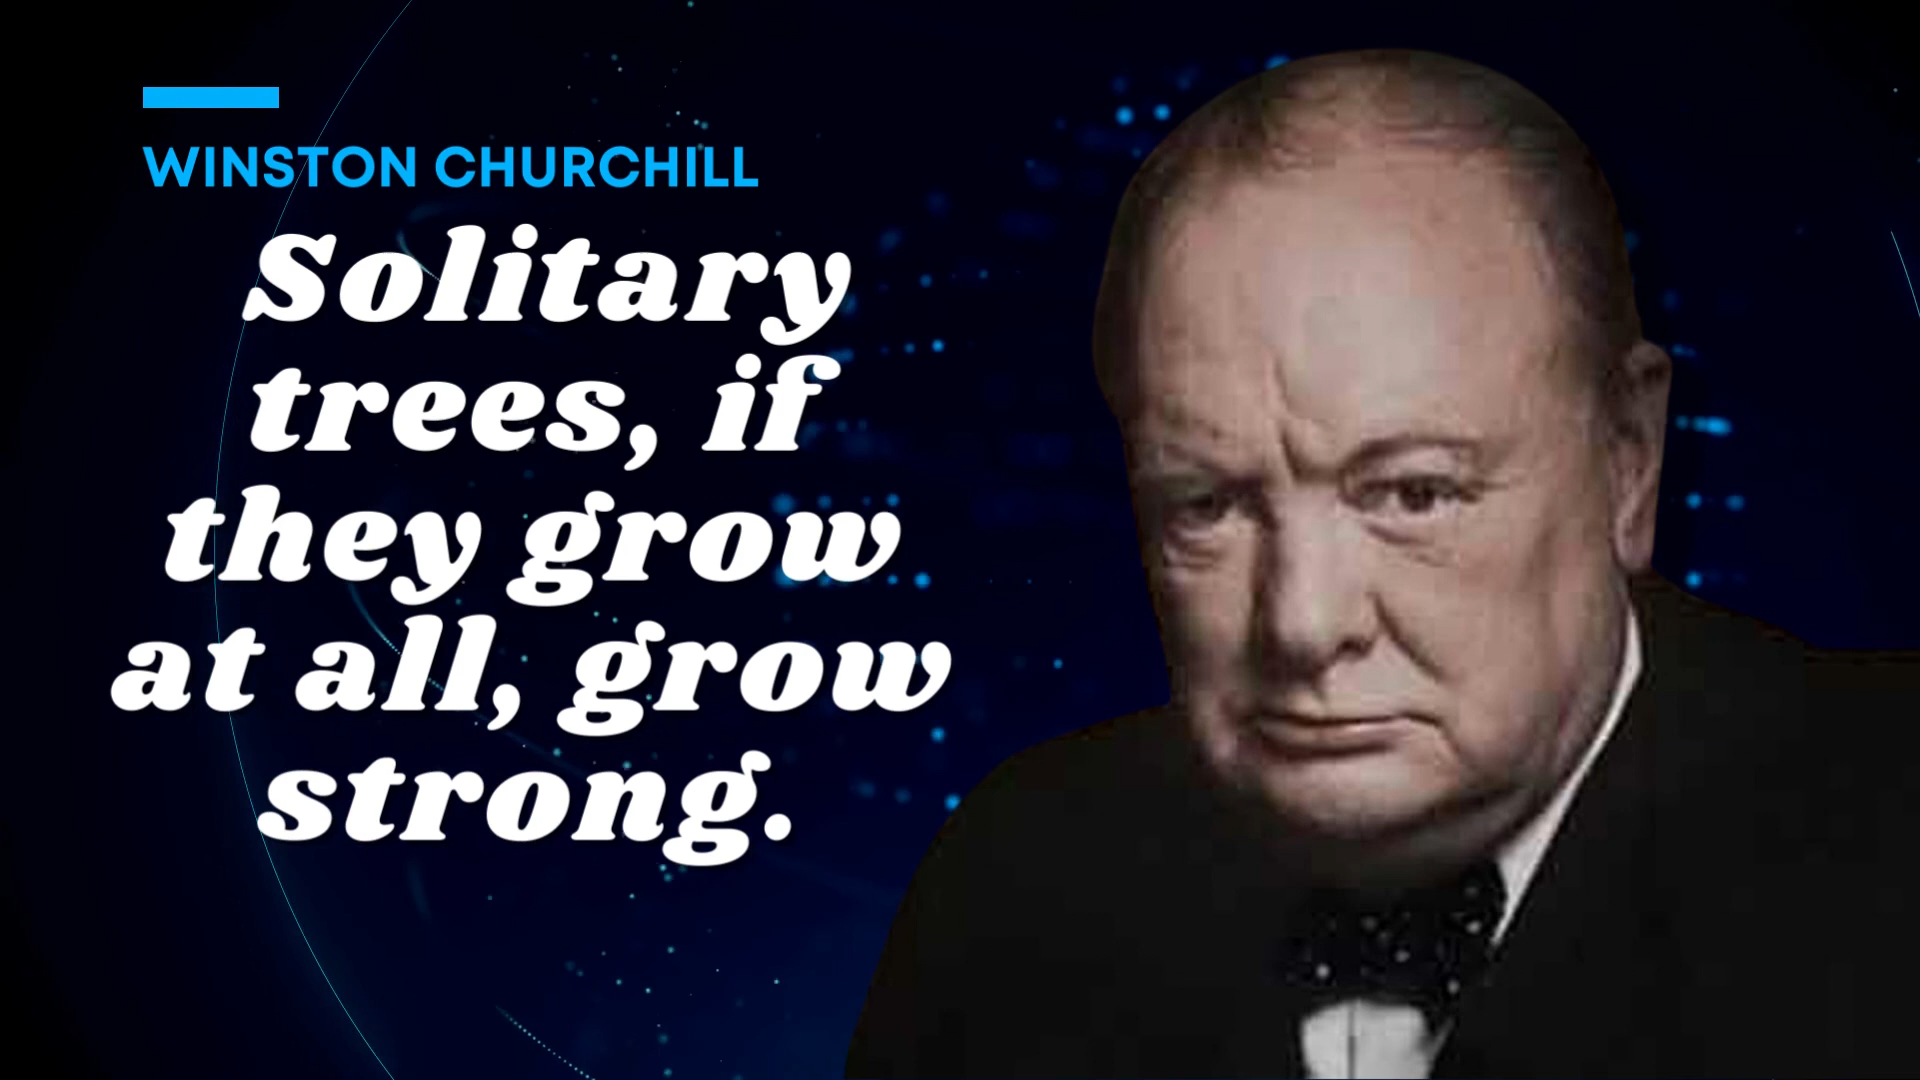 WINSTON CHURCHILL
Solitary
trees, if
they grow
at all, grow
strong.